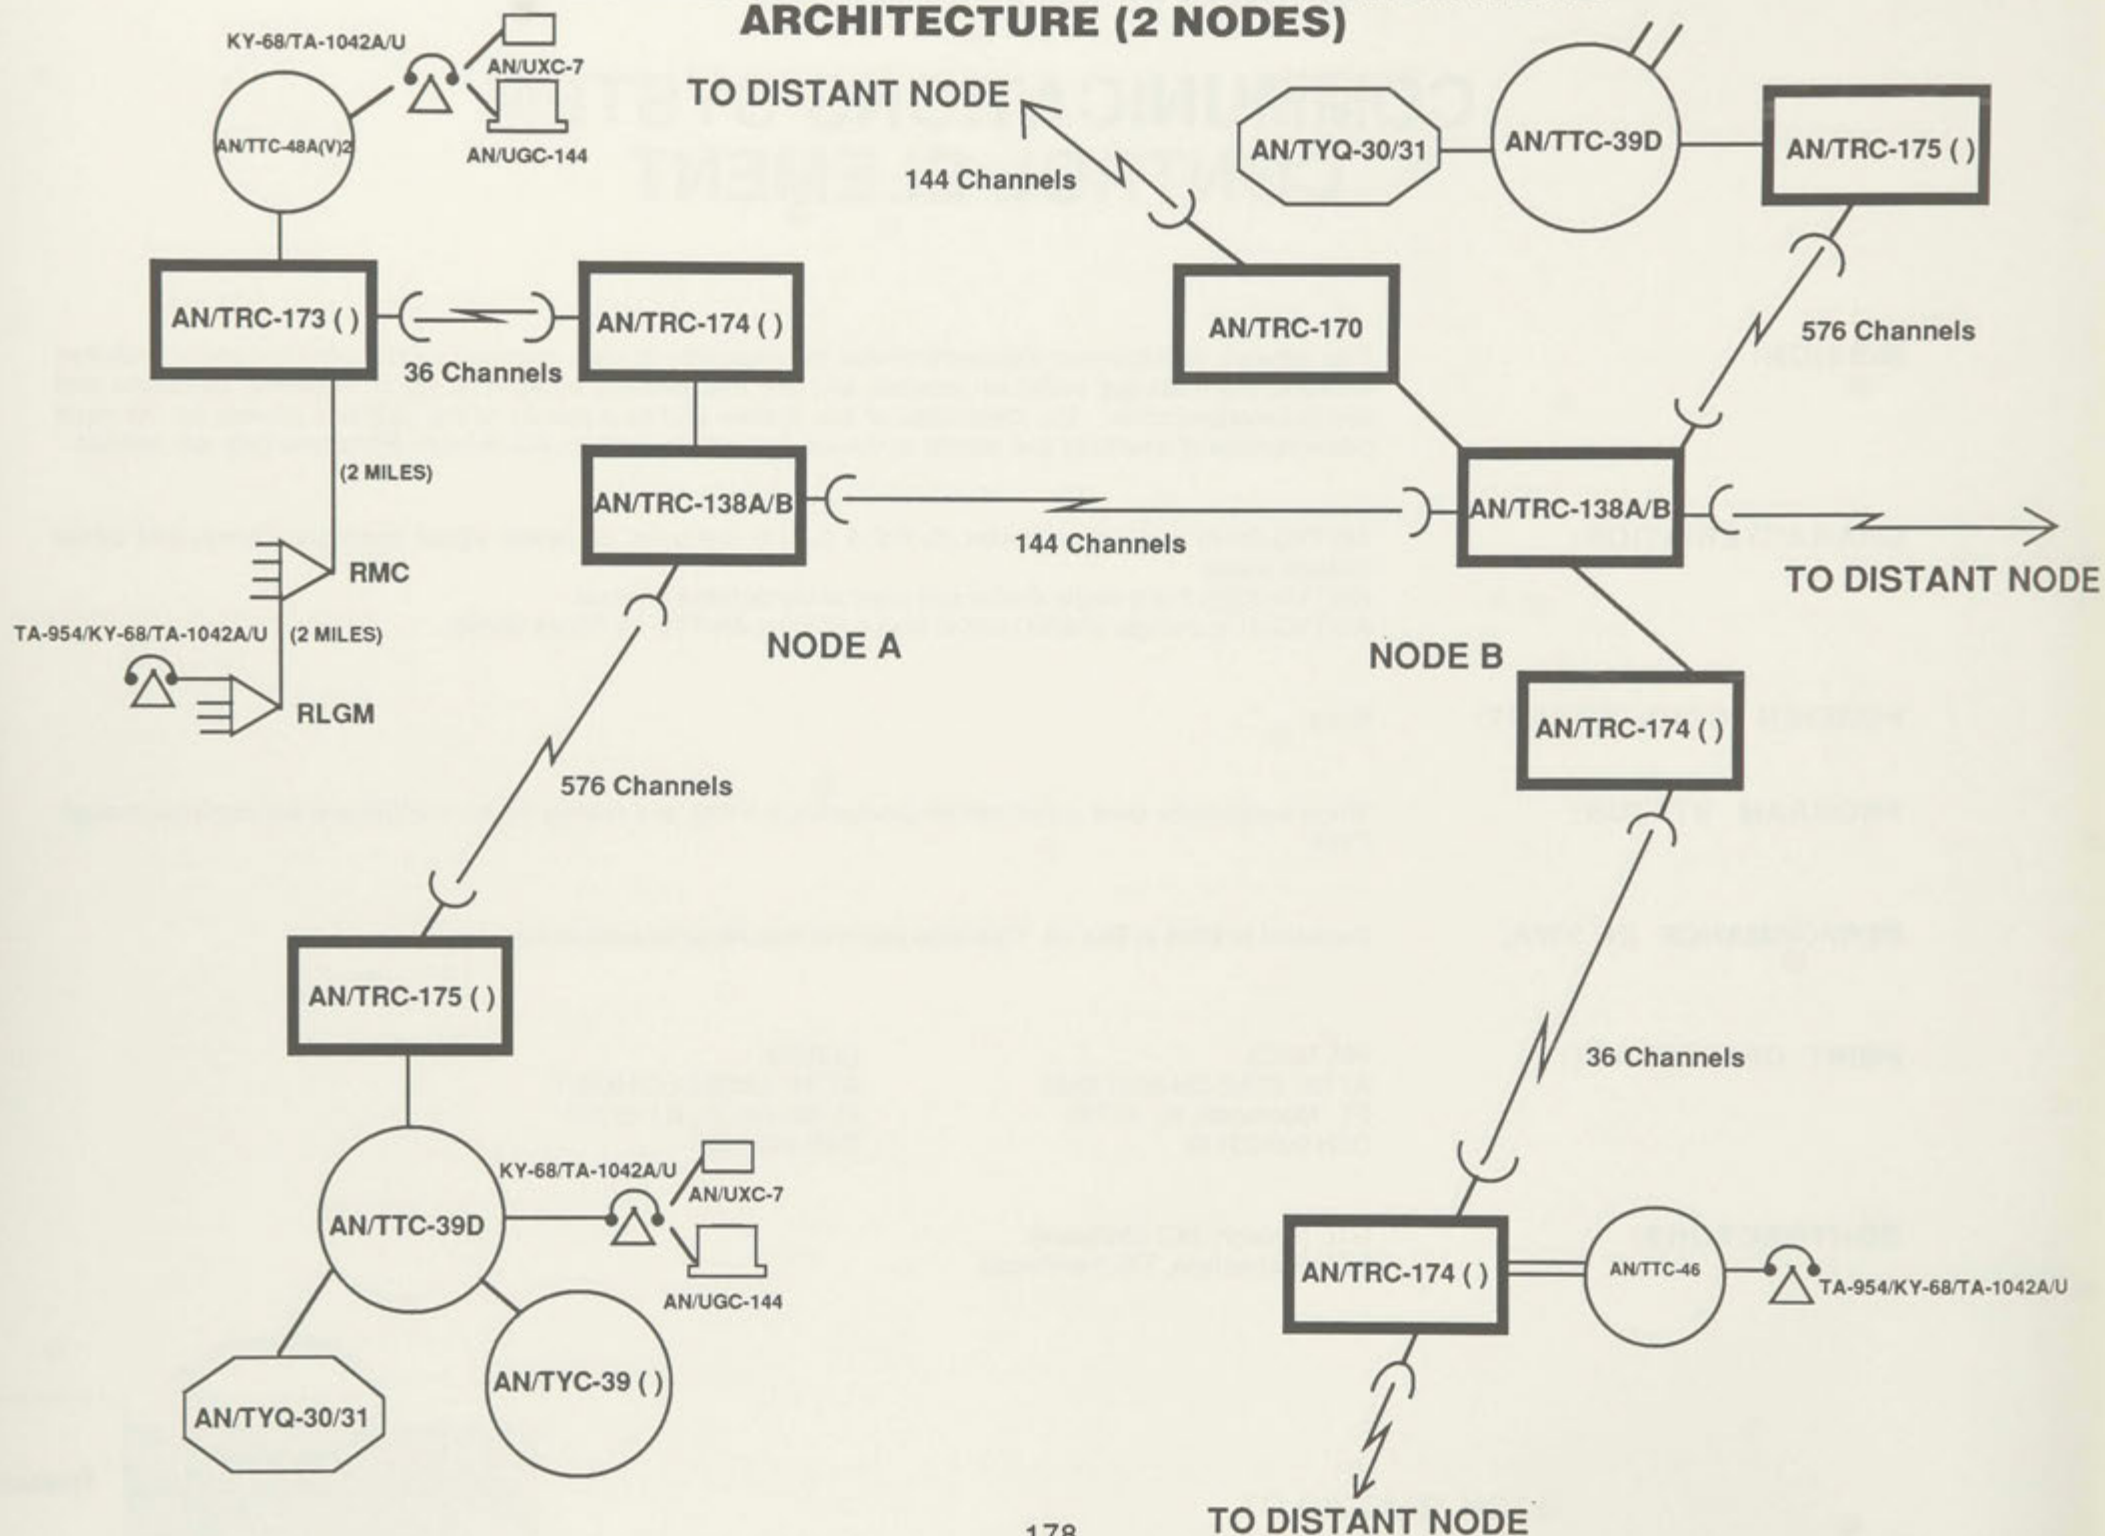 ARCHITECTURE (2 NODES)
KY-68/TA-1042A/U
AN/UXC-7
AN/UGC-144
AN/TTC-48A(V)2
TO DISTANT NODE
144 Channels
AN/TYQ-30/31
AN/TTC-39D
AN/TRC-175 ( )
AN/TRC-173 ( )
36 Channels
AN/TRC-174 ( )
AN/TRC-170
576 Channels
(2 MILES)
RMC
AN/TRC-138A/B
144 Channels
AN/TRC-138A/B
TO DISTANT NODE
TA-954/KY-68/TA-1042A/U
(2 MILES)
RLGM
NODE A
NODE B
AN/TRC-174 ( )
576 Channels
AN/TRC-175 ( )
36 Channels
AN/TTC-39D
KY-68/TA-1042A/U
AN/UXC-7
AN/UGC-144
AN/TYC-39 ( )
AN/TYQ-30/31
AN/TRC-174 ( )
AN/TTC-46
TA-954/KY-68/TA-1042A/U
TO DISTANT NODE
178